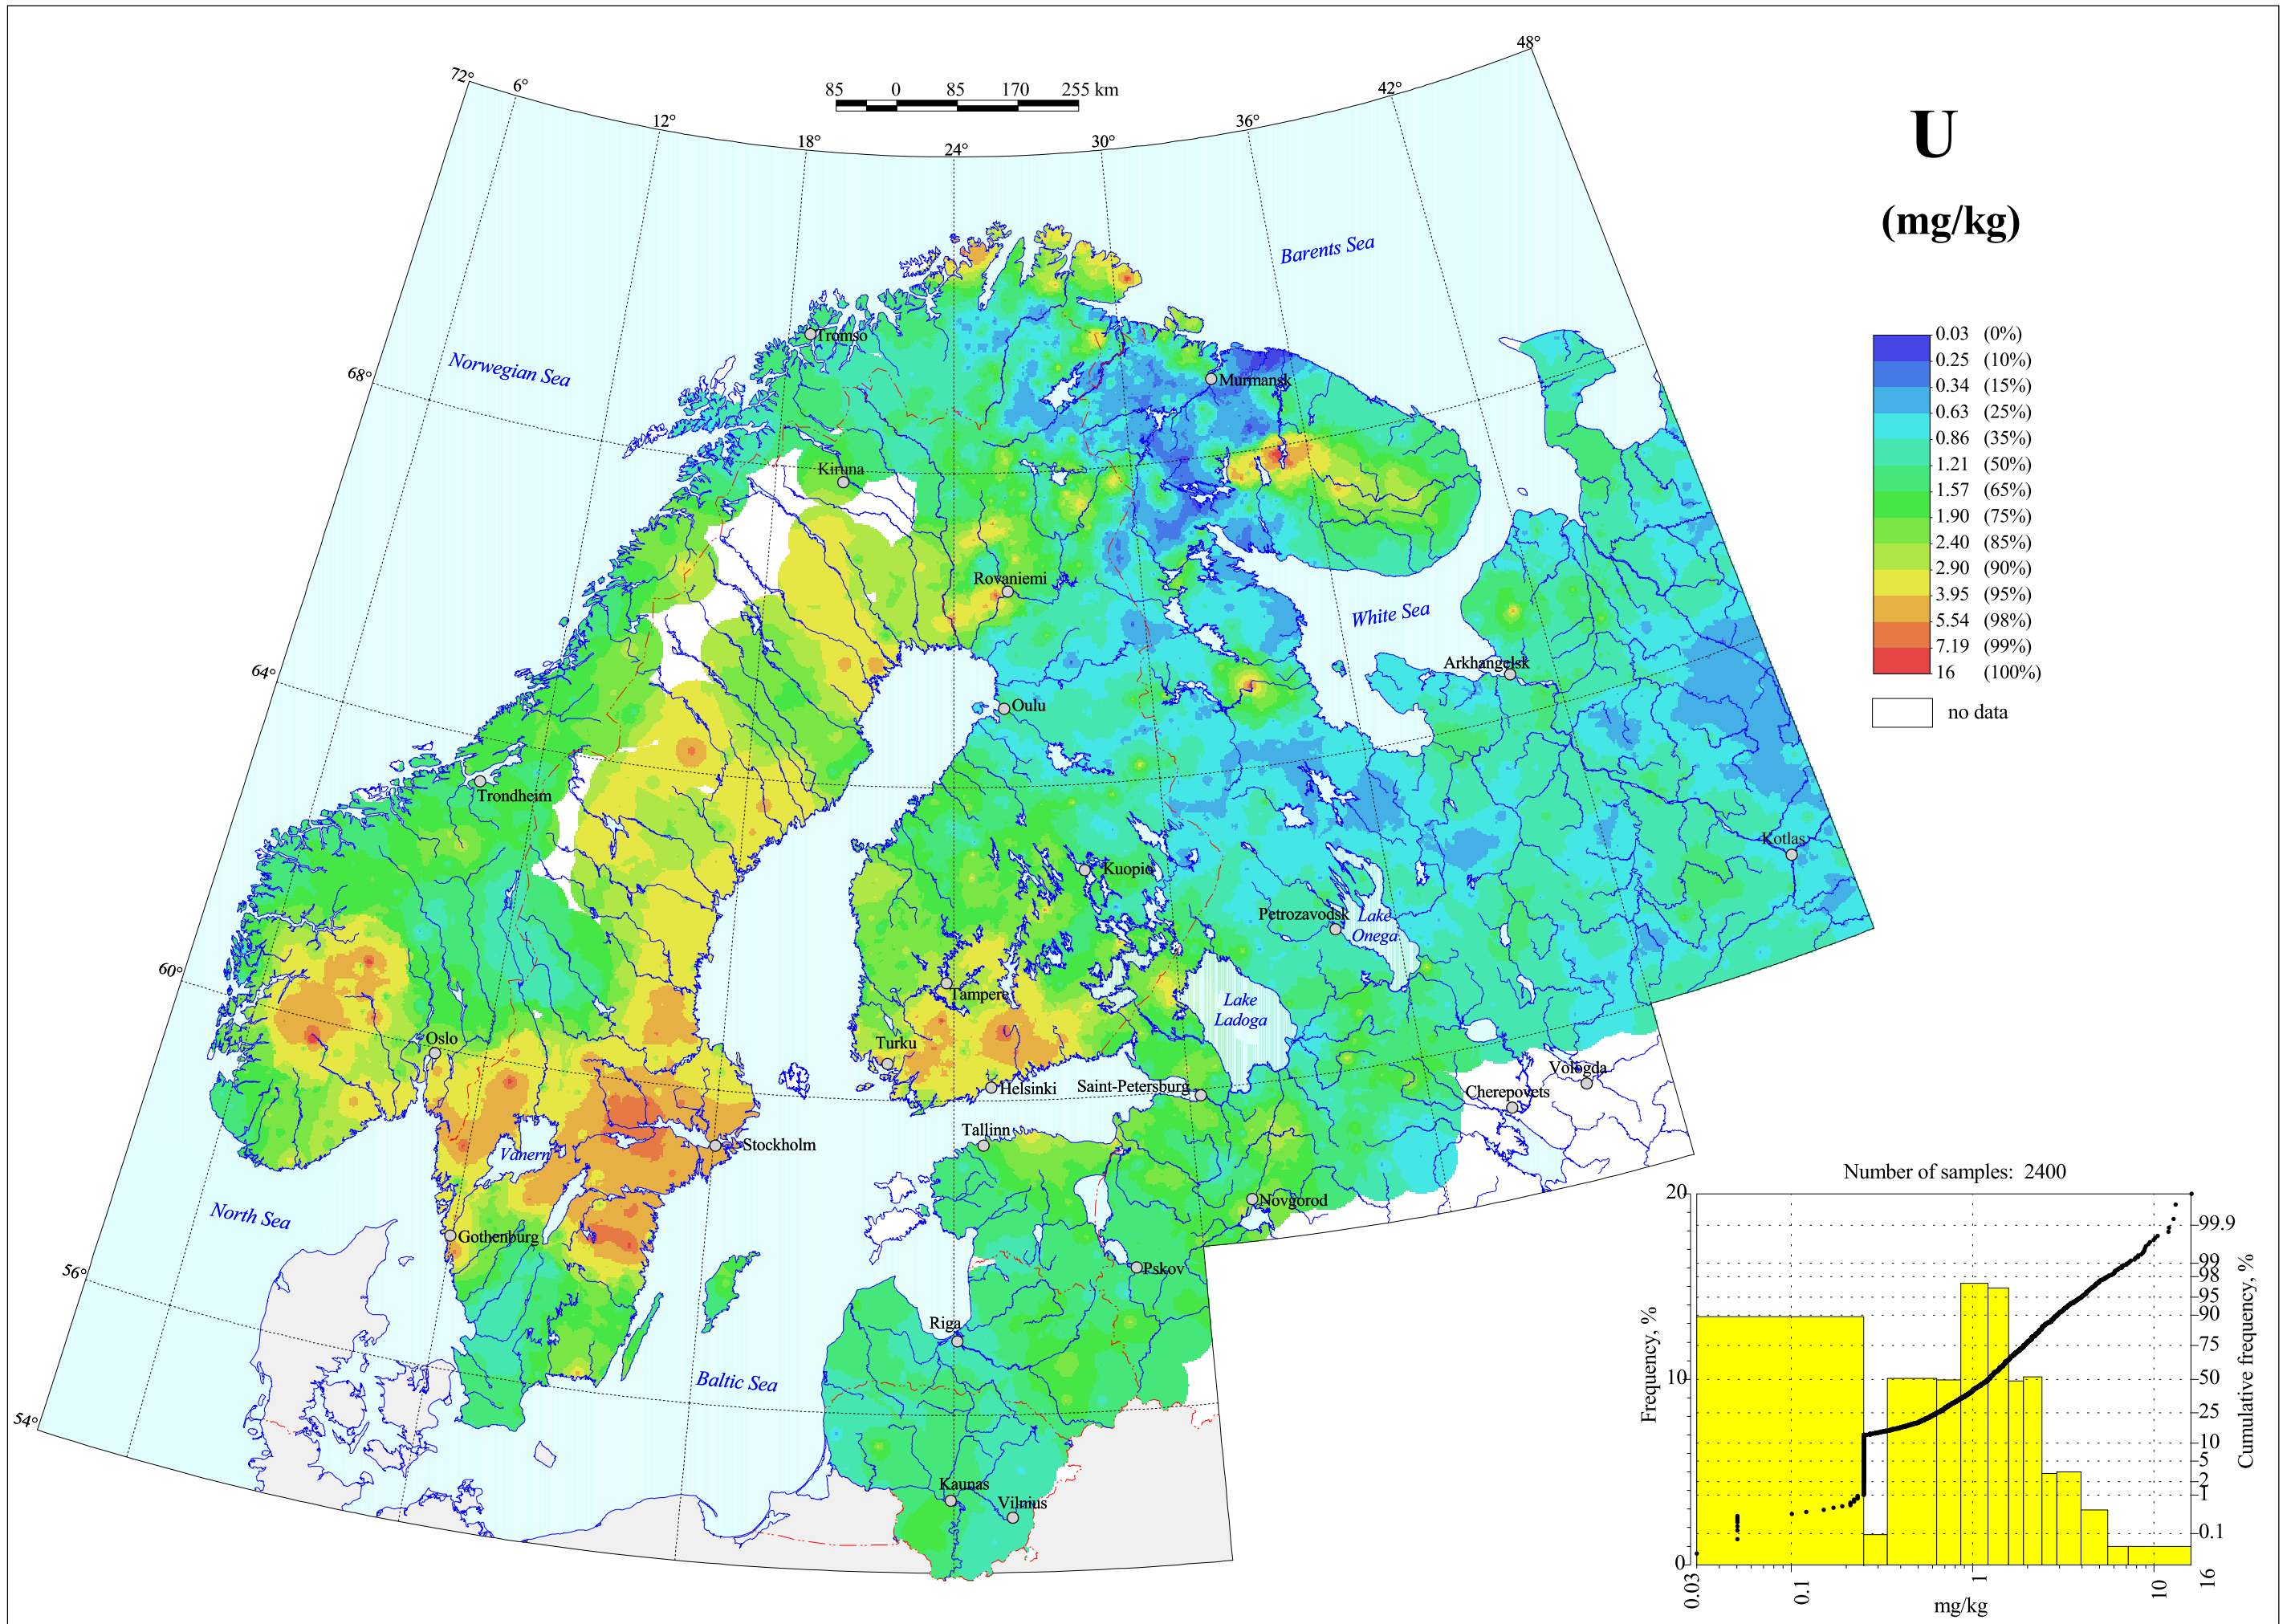 48°
72°
6°
42°
85 0 85 170 255 km
12°
36°
18°
30°
24°
U
(mg/kg)
Barents Sea
Tromso
Norwegian Sea
68°
Murmansk
0.03 (0%)
0.25 (10%)
0.34 (15%)
0.63 (25%)
0.86 (35%)
1.21 (50%)
1.57 (65%)
1.90 (75%)
2.40 (85%)
2.90 (90%)
3.95 (95%)
5.54 (98%)
7.19 (99%)
16 (100%)
no data
Kiruna
Rovaniemi
White Sea
Arkhangelsk
64°
Oulu
Trondheim
Kotlas
Kuopio
Petrozavodsk
Lake
Onega
60°
Tampere
Lake
Ladoga
Oslo
Turku
Helsinki
Saint-Petersburg
Vologda
Cherepovets
Tallinn
Stockholm
Vanern
Novgorod
North Sea
Gothenburg
Pskov
56°
Riga
Baltic Sea
54°
Kaunas
Vilnius
Number of samples: 2400
20
10
0
Frequency, %
99.9
99
98
95
90
75
50
25
10
5
2
1
0.1
Cumulative frequency, %
0.03
0.1
1
10
16
mg/kg